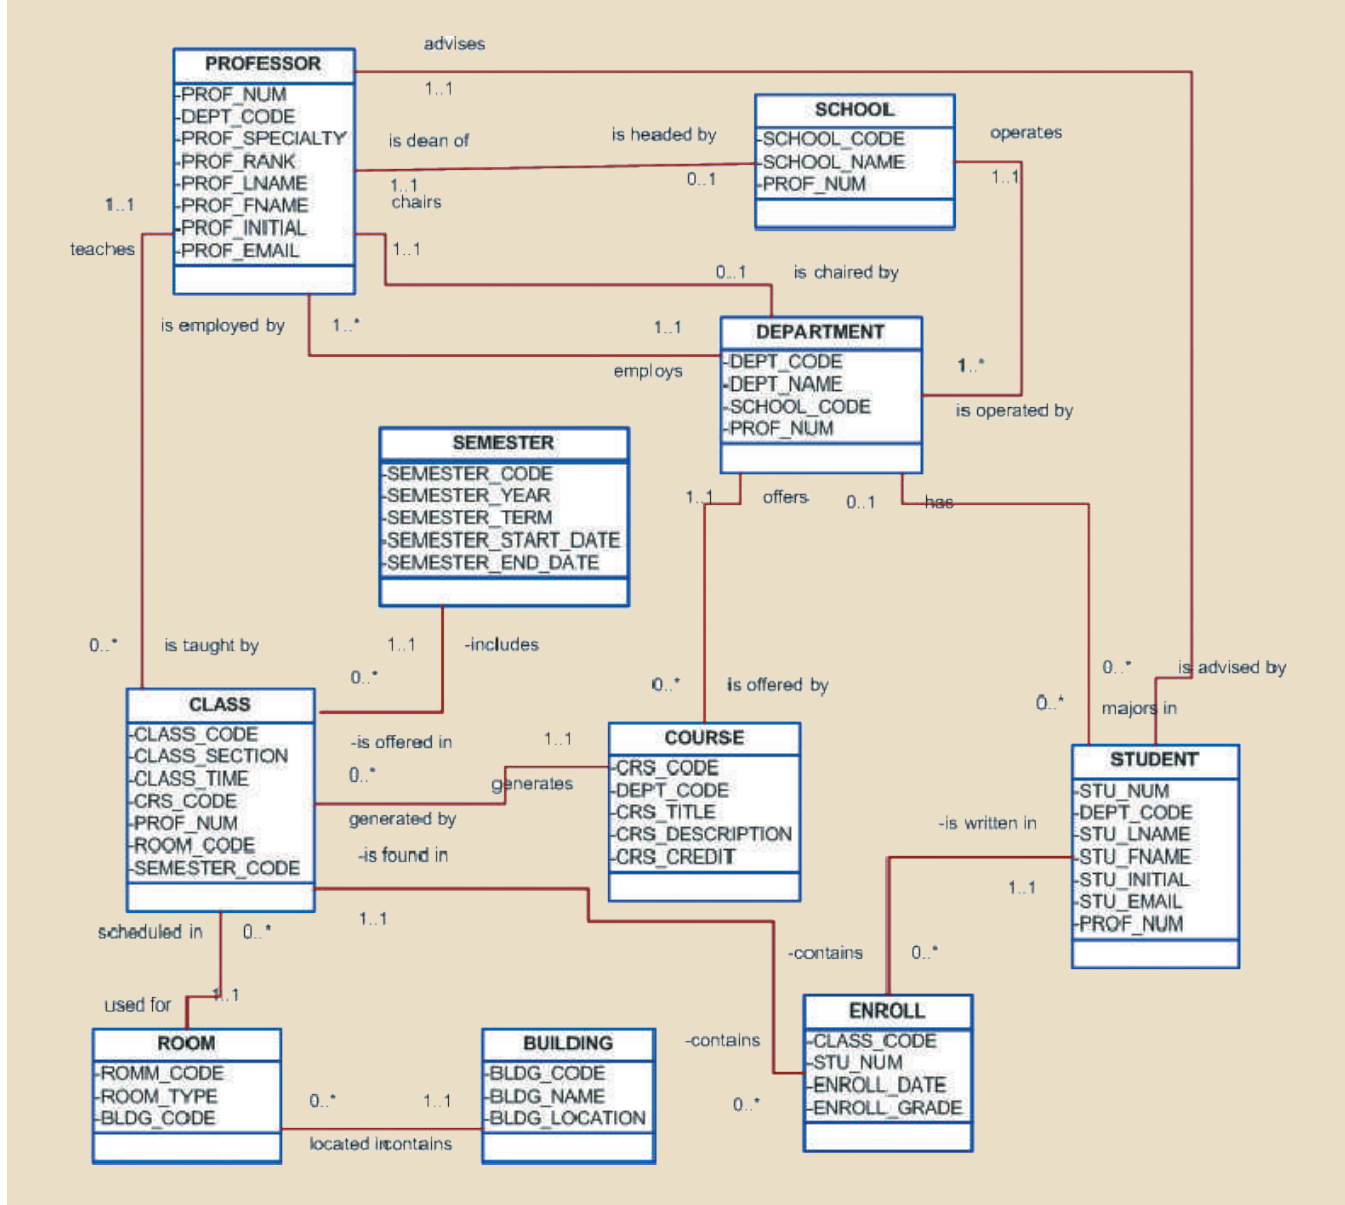 advises
1..1
PROFESSOR
-PROF_NUM
-DEPT_CODE
-PROF_SPECIALTY
-PROF_RANK
-PROF_LNAME
-PROF_FNAME
-PROF_INITIAL
-PROF_EMAIL
is dean of
1..1
is headed by
0..1
SCHOOL
-SCHOOL_CODE
-SCHOOL_NAME
-PROF_NUM
operates
1..1
chairs
1..1
0..1
is chaired by
1..1
teaches
is employed by
1..*
1..1
employs
DEPARTMENT
-DEPT_CODE
-DEPT_NAME
-SCHOOL_CODE
-PROF_NUM
1..*
is operated by
SEMESTER
-SEMESTER_CODE
-SEMESTER_YEAR
-SEMESTER_TERM
-SEMESTER_START_DATE
-SEMESTER_END_DATE
1..1
offers
0..1
has
0..*
is taught by
1..1
-includes
0..*
0..*
is offered by
0..*
is advised by
0..*
majors in
CLASS
-CLASS_CODE
-CLASS_SECTION
-CLASS_TIME
-CRS_CODE
-PROF_NUM
-ROOM_CODE
-SEMESTER_CODE
-is offered in
0..*
generated by
1..1
generates
COURSE
-CRS_CODE
-DEPT_CODE
-CRS_TITLE
-CRS_DESCRIPTION
-CRS_CREDIT
STUDENT
-STU_NUM
-DEPT_CODE
-STU_LNAME
-STU_FNAME
-STU_INITIAL
-STU_EMAIL
-PROF_NUM
-is found in
1..1
-is written in
1..1
scheduled in
0..*
-contains
0..*
used for
1..1
-contains
0..*
ENROLL
-CLASS_CODE
-STU_NUM
-ENROLL_DATE
-ENROLL_GRADE
ROOM
-ROMM_CODE
-ROOM_TYPE
-BLDG_CODE
0..*
1..1
located in
contains
BUILDING
-BLDG_CODE
-BLDG_NAME
-BLDG_LOCATION